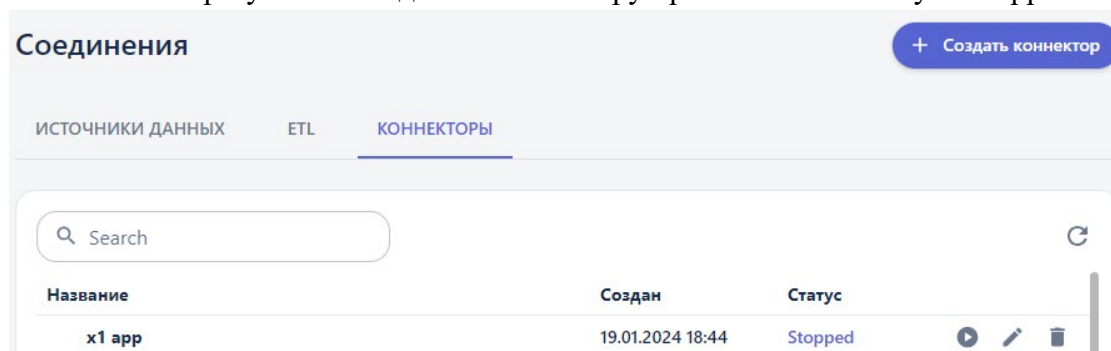 Соединения
+ Создать коннектор
ИСТОЧНИКИ ДАННЫХ ETL КОННЕКТОРЫ
Search
Название Создан Статус
x1 app 19.01.2024 18:44 Stopped